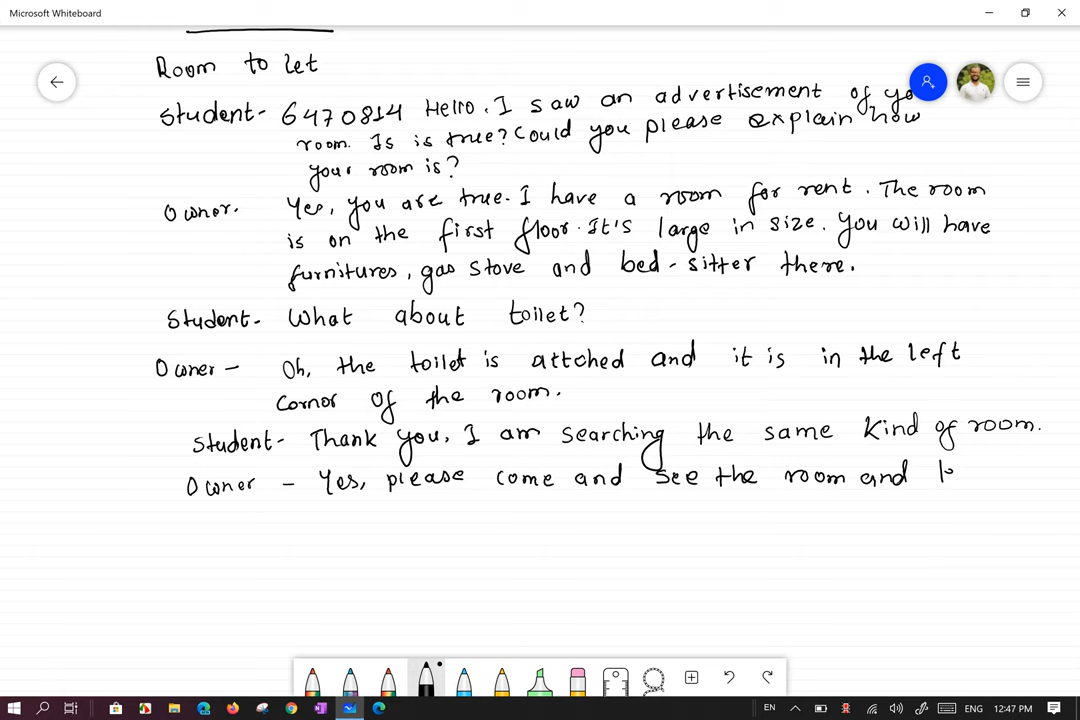 Microsoft Whiteboard
Room to let
Student- 6470814 Hello. I saw an advertisement of
room. Is is true? Could you please explain how
your room is?
Owner. Yes, you are true. I have a room for rent. The room
is on the first floor. It's large in size. You will have
furnitures, gas stove and bed-sitter there.
Student- What about toilet?
Owner - Oh, the toilet is attched and it is in the left
cornor of the room.
Student- Thank you, I am searching the same kind of room.
Owner - Yes, please come and see the room and
EN
ENG 12:47 PM